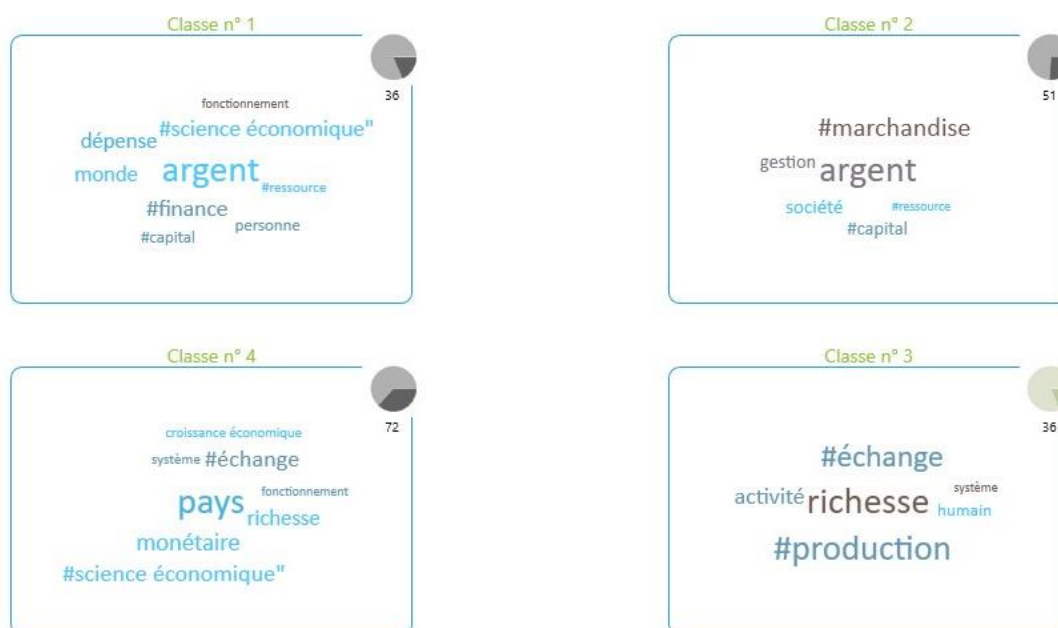 Classe n° 1
36
fonctionnement
#science économique"
dépense
argent
monde
#ressource
#finance
personne
#capital
Classe n° 2
51
#marchandise
gestion
argent
société
#ressource
#capital
Classe n° 4
72
croissance économique
système
#échange
fonctionnement
pays
richesse
monétaire
#science économique"
Classe n° 3
36
#échange
système
activité
richesse
humain
#production